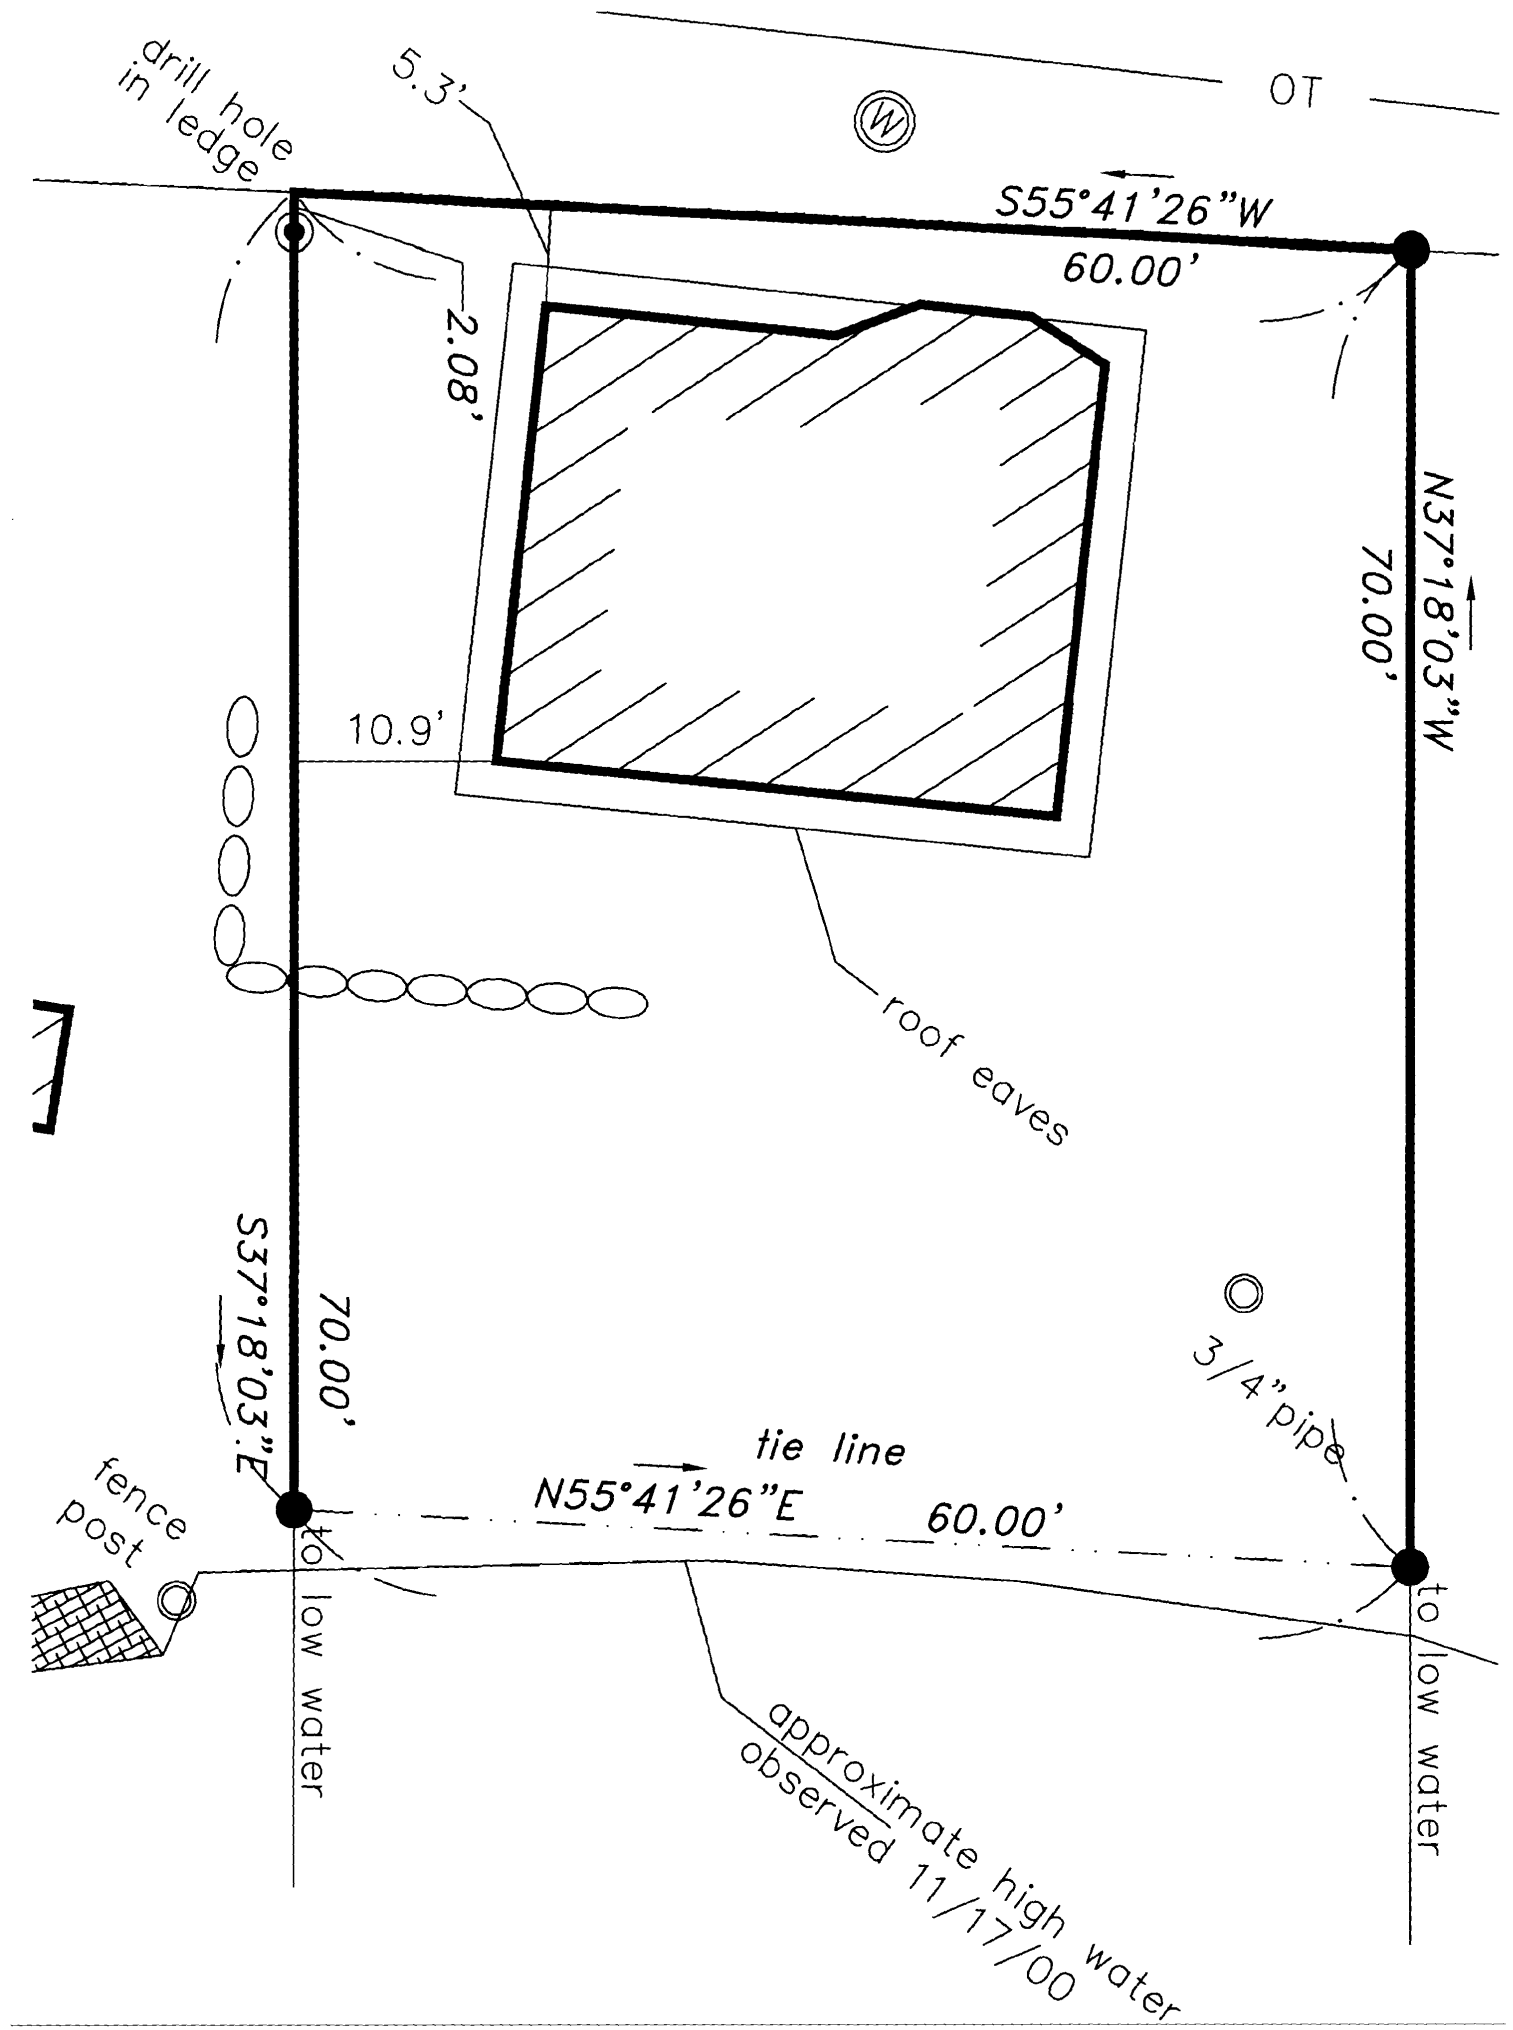 OT
W
drill hole
in ledge
5.3'
S55°41'26"W
60.00'
2.08'
N37°18'03"W
70.00'
10.9'
roof eaves
S37°18'03"E
70.00'
3/4" pipe
tie line
N55°41'26"E 60.00'
fence
post
to low water
to low water
approximate high water
observed 11/17/00